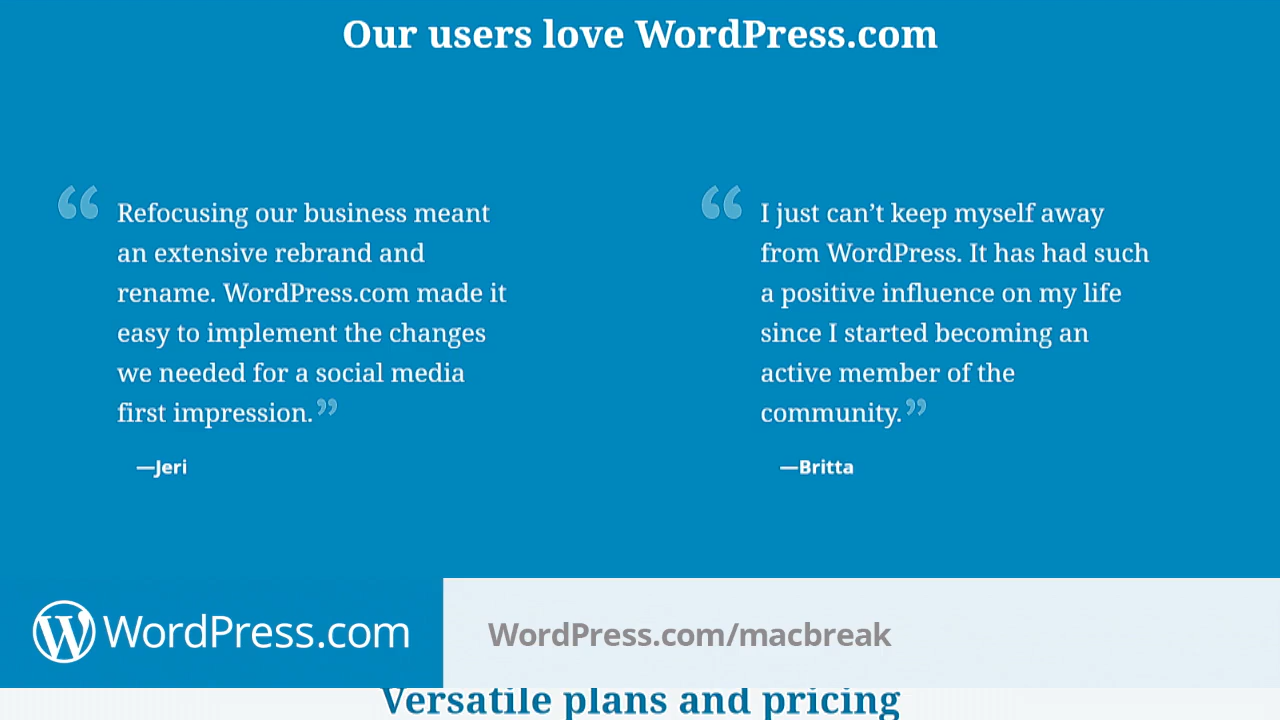 Our users love WordPress.com
“ Refocusing our business meant
an extensive rebrand and
rename. WordPress.com made it
easy to implement the changes
we needed for a social media
first impression.”
—Jeri
“ I just can’t keep myself away
from WordPress. It has had such
a positive influence on my life
since I started becoming an
active member of the
community.”
—Britta
WordPress.com
WordPress.com/macbreak
Versatile plans and pricing